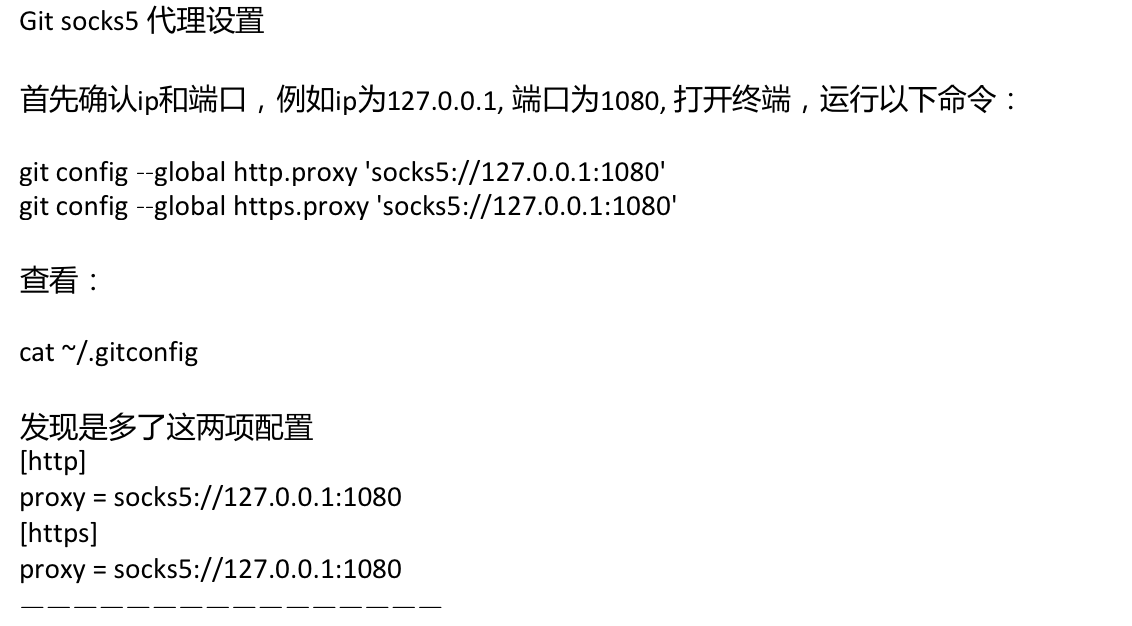 Git socks5 代理设置
首先确认ip和端口，例如ip为127.0.0.1, 端口为1080, 打开终端，运行以下命令：
git config --global http.proxy 'socks5://127.0.0.1:1080'
git config --global https.proxy 'socks5://127.0.0.1:1080'
查看：
cat ~/.gitconfig
发现是多了这两项配置
[http]
proxy = socks5://127.0.0.1:1080
[https]
proxy = socks5://127.0.0.1:1080
————————————————